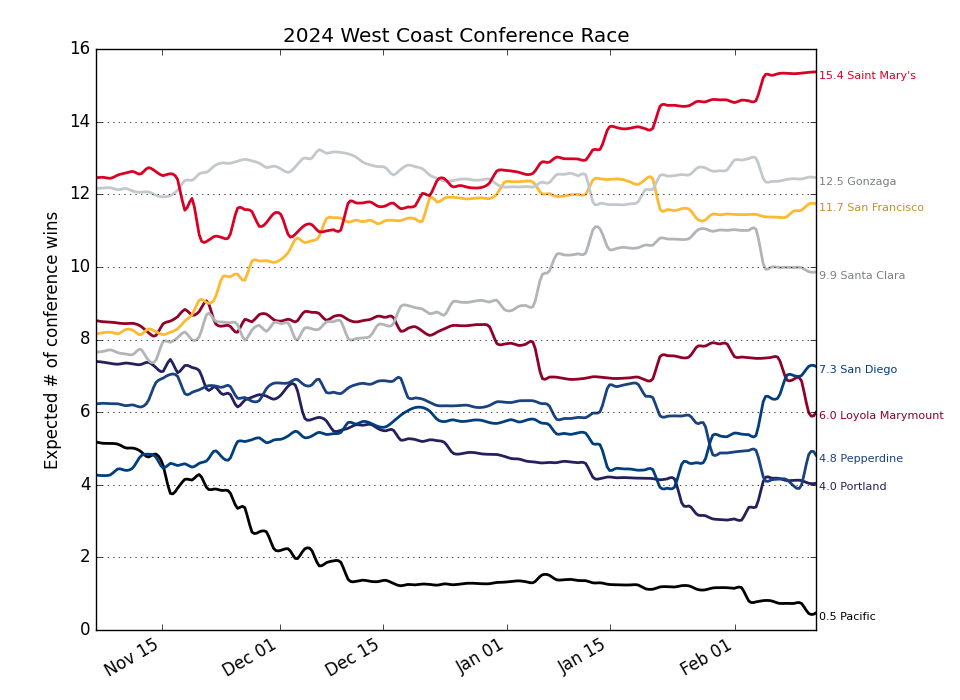 2024 West Coast Conference Race
Expected # of conference wins
16
14
12
10
8
6
4
2
0
Nov 15
Dec 01
Dec 15
Jan 01
Jan 15
Feb 01
15.4 Saint Mary's
12.5 Gonzaga
11.7 San Francisco
9.9 Santa Clara
7.3 San Diego
6.0 Loyola Marymount
4.8 Pepperdine
4.0 Portland
0.5 Pacific